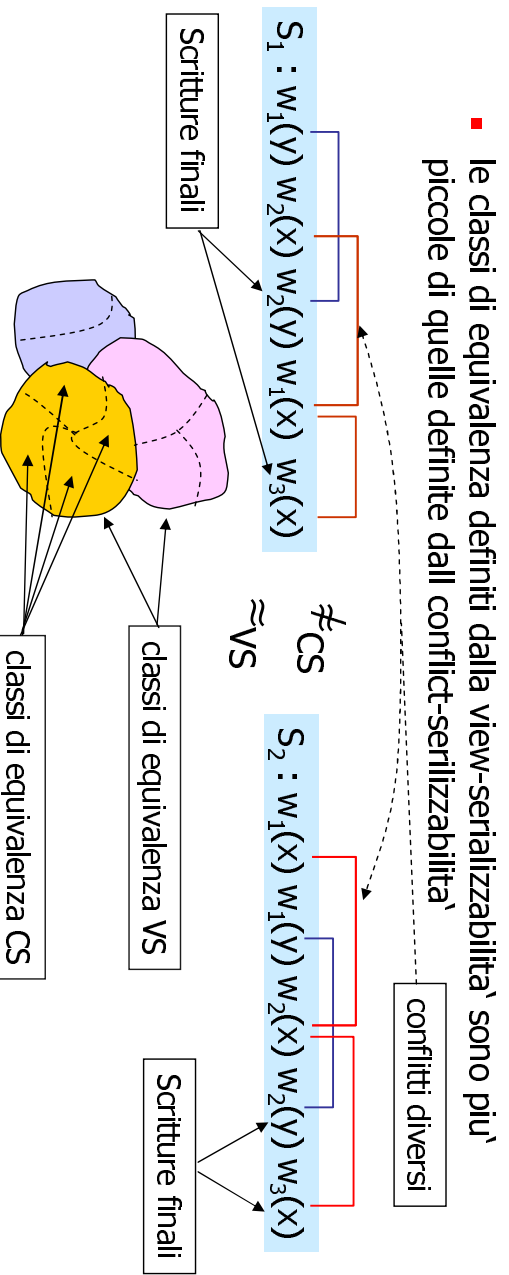 ▪ le classi di equivalenza definiti dalla view-serializzabilita` sono piu`
piccole di quelle definite dall conflict-serilizzabilita`
conflitti diversi
S₁ : w₁(y) w₂(x) w₂(y) w₁(x) w₃(x)
≉CS
≈VS
S₂ : w₁(x) w₁(y) w₂(x) w₂(y) w₃(x)
Scritture finali
classi di equivalenza VS
Scritture finali
classi di equivalenza CS